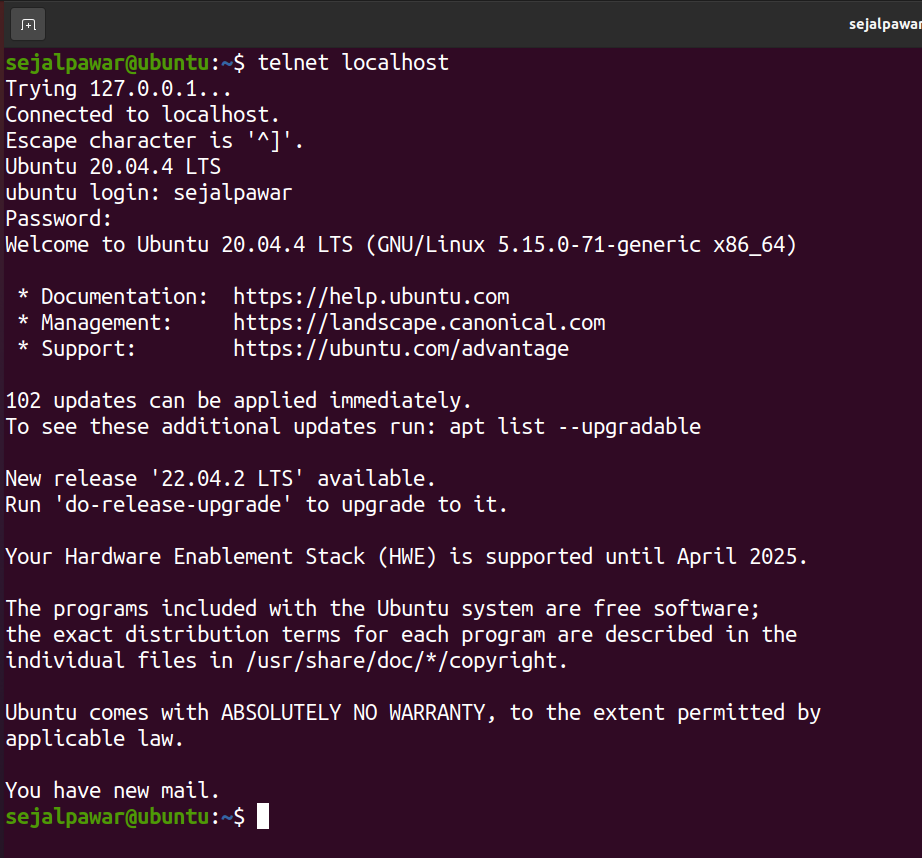 sejalpawar
sejalpawar@ubuntu:~$ telnet localhost
Trying 127.0.0.1...
Connected to localhost.
Escape character is '^]'.
Ubuntu 20.04.4 LTS
ubuntu login: sejalpawar
Password:
Welcome to Ubuntu 20.04.4 LTS (GNU/Linux 5.15.0-71-generic x86_64)
* Documentation: https://help.ubuntu.com
* Management: https://landscape.canonical.com
* Support: https://ubuntu.com/advantage
102 updates can be applied immediately.
To see these additional updates run: apt list --upgradable
New release '22.04.2 LTS' available.
Run 'do-release-upgrade' to upgrade to it.
Your Hardware Enablement Stack (HWE) is supported until April 2025.
The programs included with the Ubuntu system are free software;
the exact distribution terms for each program are described in the
individual files in /usr/share/doc/*/copyright.
Ubuntu comes with ABSOLUTELY NO WARRANTY, to the extent permitted by
applicable law.
You have new mail.
sejalpawar@ubuntu:~$